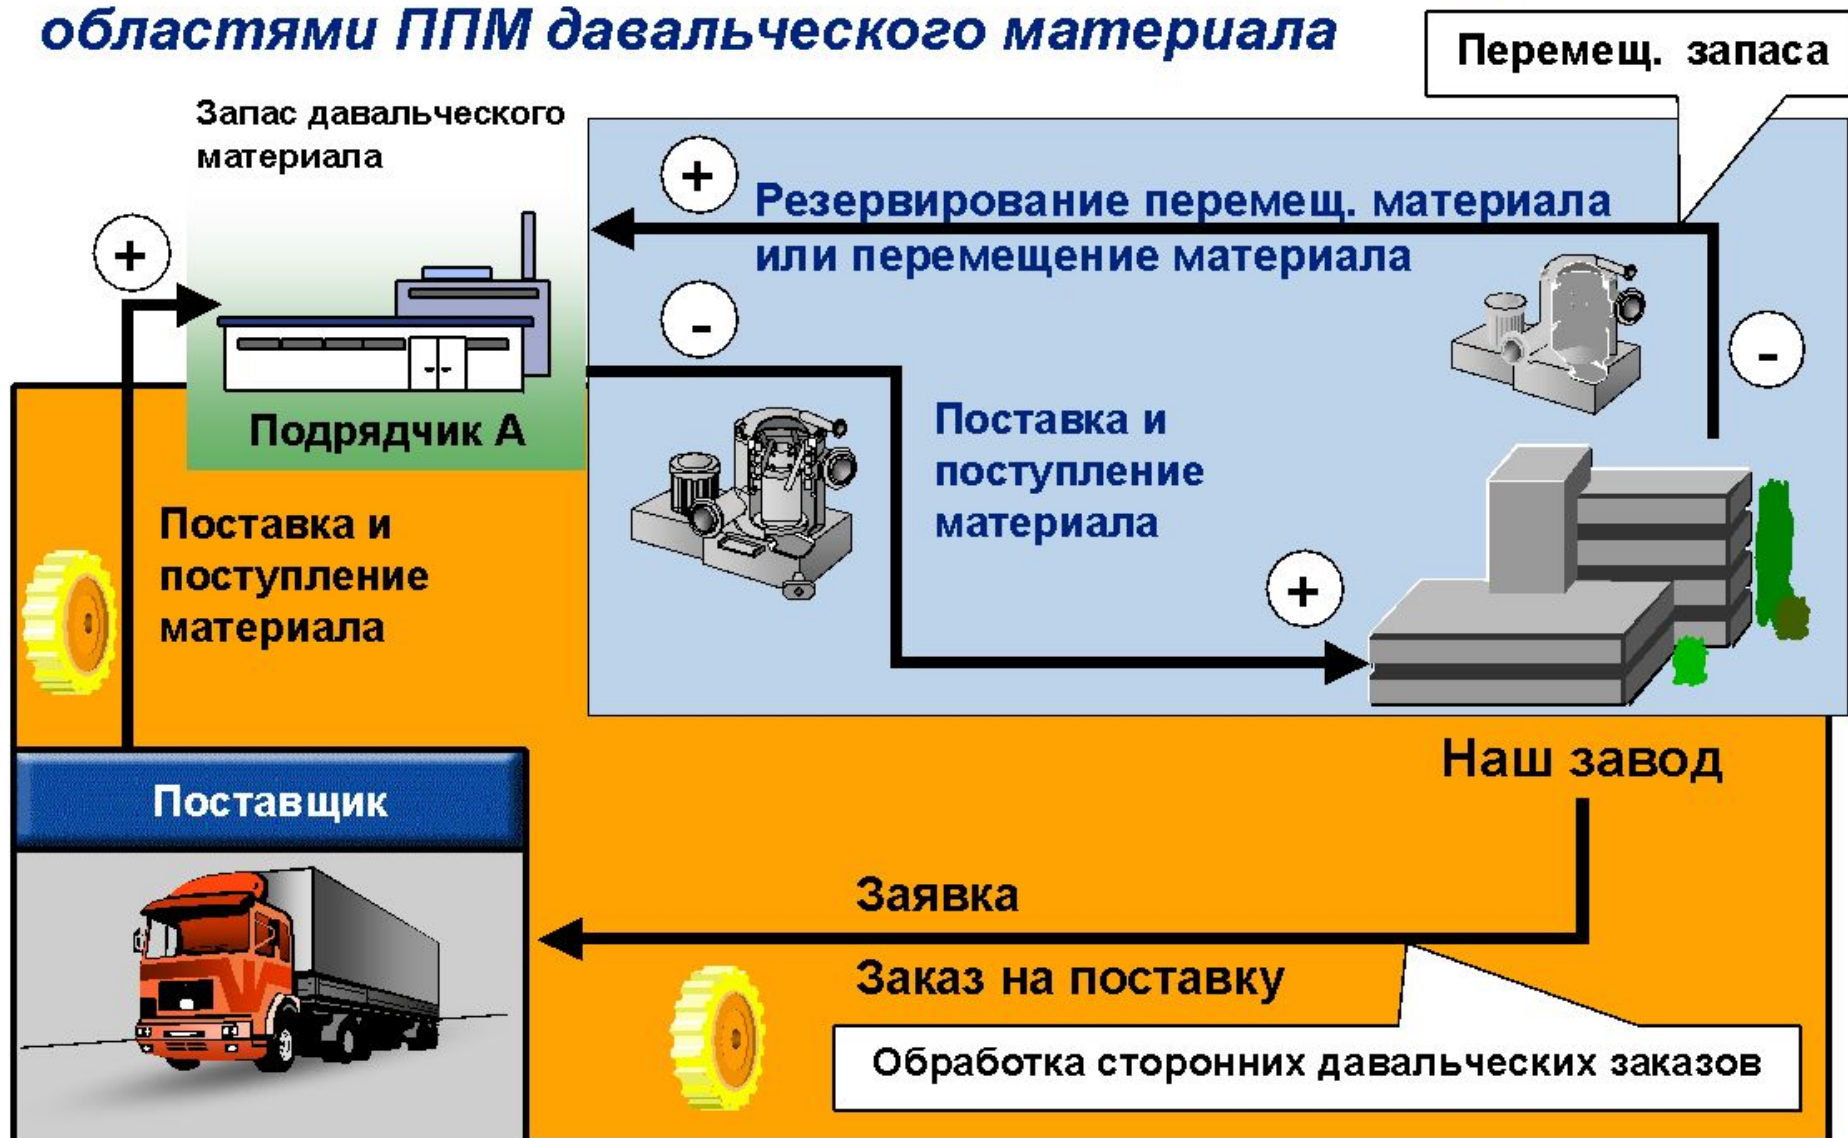 областями ППМ давальческого материала
Перемещ. запаса
Запас давальческого
материала
+
+
Резервирование перемещ. материала
или перемещение материала
-
-
Подрядчик А
Поставка и
поступление
материала
Поставка и
поступление
материала
+
Наш завод
Поставщик
Заявка
Заказ на поставку
Обработка сторонних давальческих заказов